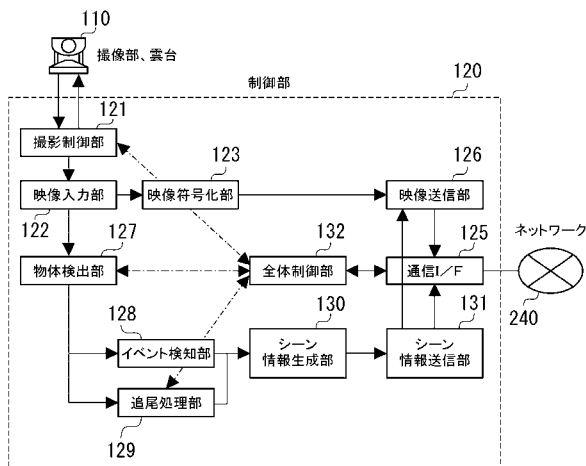 110
撮像部、雲台
制御部
120
121
撮影制御部
123
126
映像入力部
映像符号化部
映像送信部
122
127
132
125
ネットワーク
物体検出部
全体制御部
通信I/F
240
128
130
131
イベント検知部
シーン
情報生成部
シーン
情報送信部
追尾処理部
129